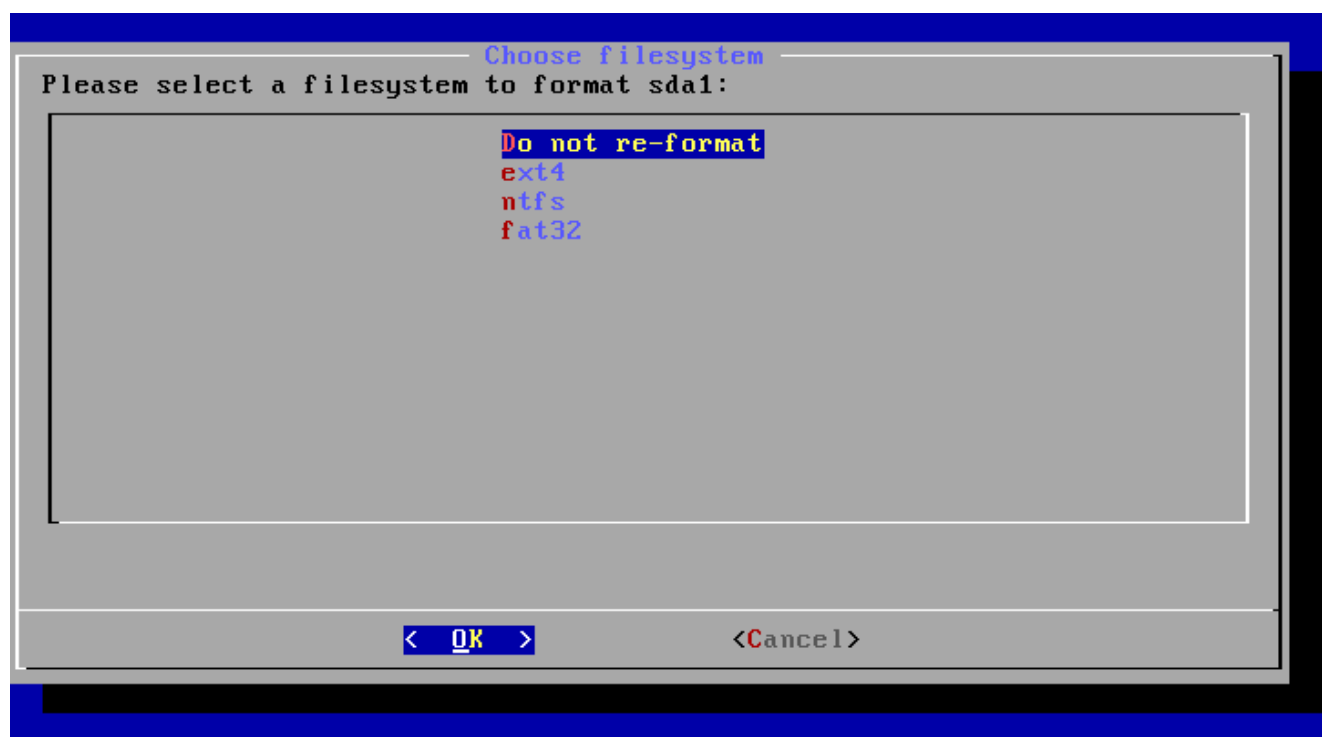 Choose filesystem
Please select a filesystem to format sda1:
Do not re-format
ext4
ntfs
fat32
< OK > <Cancel>